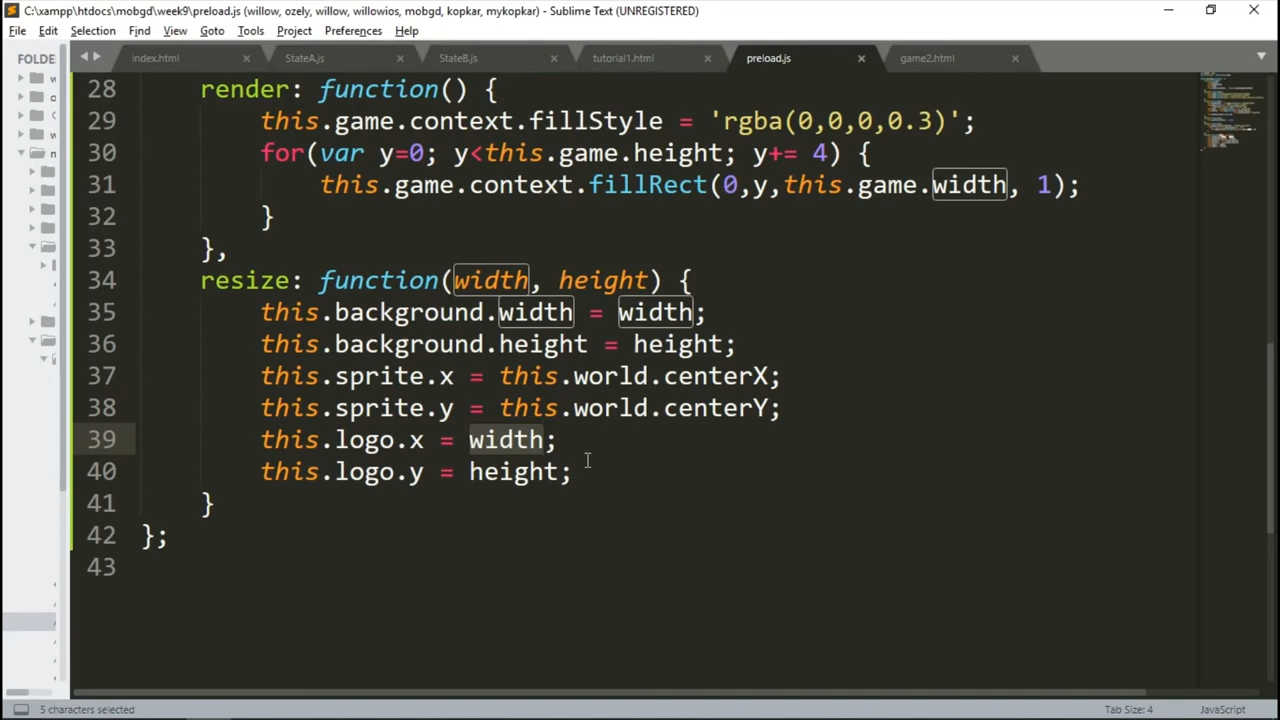 C:\xampp\htdocs\mobgd\week9\preload.js (willow, ozely, willow, willowios, mobgd, kopkar, mykopkar) - Sublime Text (UNREGISTERED)
File Edit Selection Find View Goto Tools Project Preferences Help
FOLDE
index.html StateA.js StateB.js tutorial1.html preload.js game2.html
28 render: function() {
29 this.game.context.fillStyle = 'rgba(0,0,0,0.3)';
30 for(var y=0; y<this.game.height; y+= 4) {
31 this.game.context.fillRect(0,y,this.game.width, 1);
32 }
33 },
34 resize: function(width, height) {
35 this.background.width = width;
36 this.background.height = height;
37 this.sprite.x = this.world.centerX;
38 this.sprite.y = this.world.centerY;
39 this.logo.x = width;
40 this.logo.y = height;
41 }
42 };
43
5 characters selected
Tab Size: 4
JavaScript